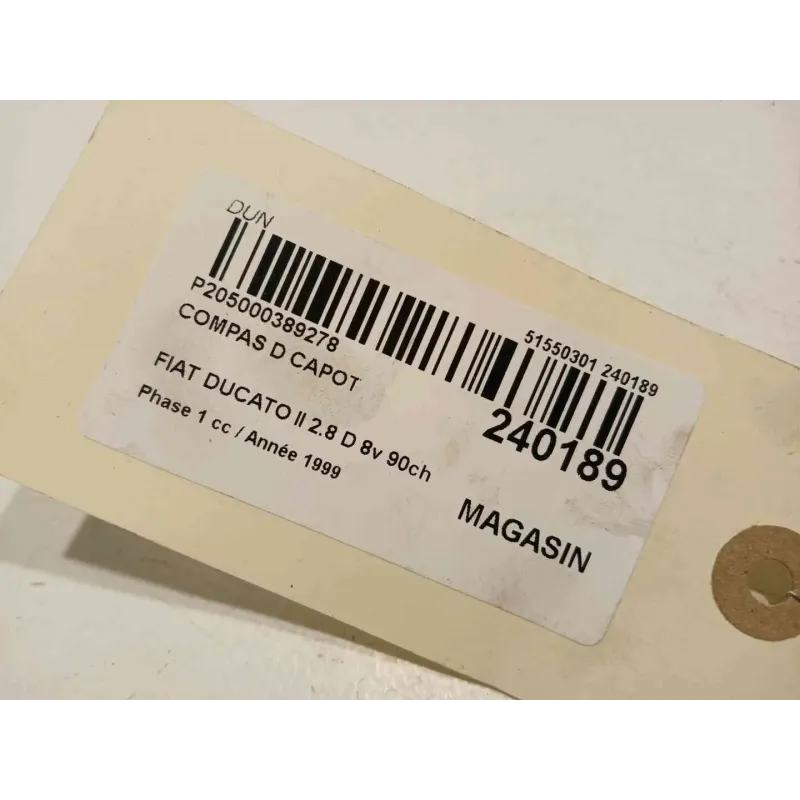 DUN
51550301 240189
P205000389278
240189
COMPAS D CAPOT
FIAT DUCATO II 2.8 D 8v 90ch
Phase 1 cc / Année 1999
MAGASIN